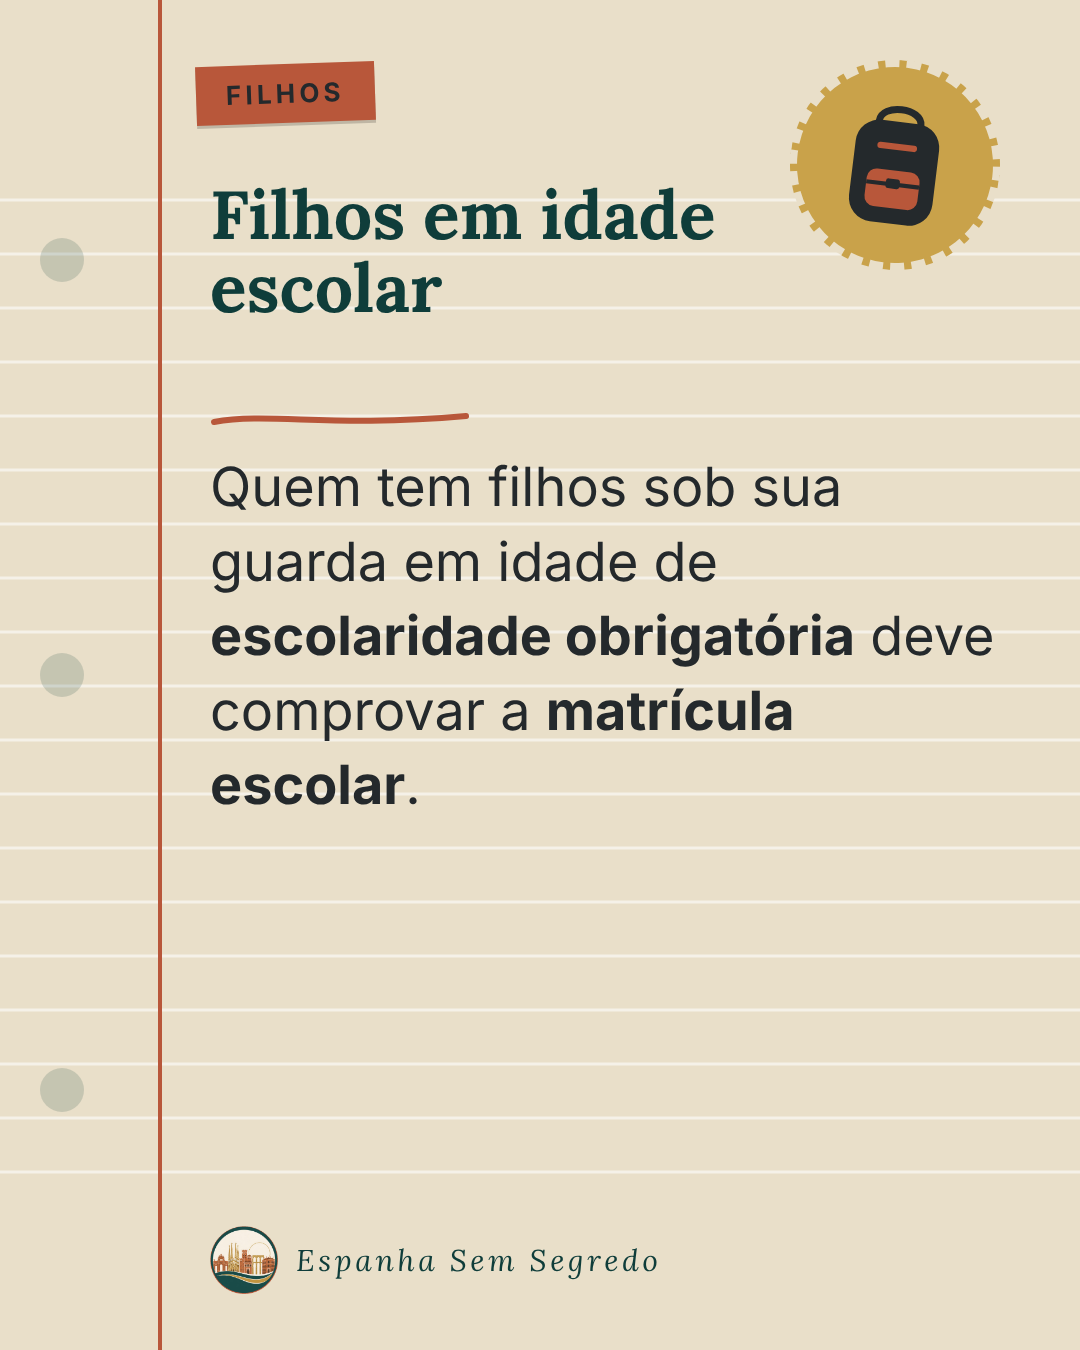 FILHOS
Filhos em idade
escolar
Quem tem filhos sob sua
guarda em idade de
escolaridade obrigatória deve
comprovar a matrícula
escolar.
Espanha Sem Segredo